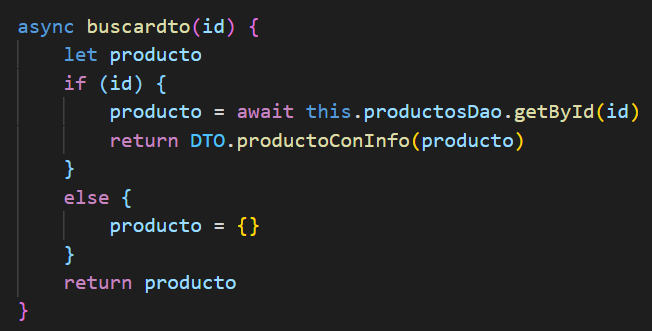 async buscardto(id) {
    let producto
    if (id) {
        producto = await this.productosDao.getById(id)
        return DTO.productoConInfo(producto)
    }
    else {
        producto = {}
    }
    return producto
}